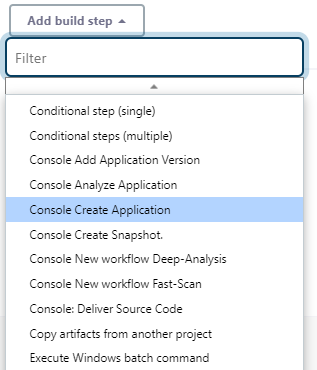 Add build step
Filter
Conditional step (single)
Conditional steps (multiple)
Console Add Application Version
Console Analyze Application
Console Create Application
Console Create Snapshot.
Console New workflow Deep-Analysis
Console New workflow Fast-Scan
Console: Deliver Source Code
Copy artifacts from another project
Execute Windows batch command